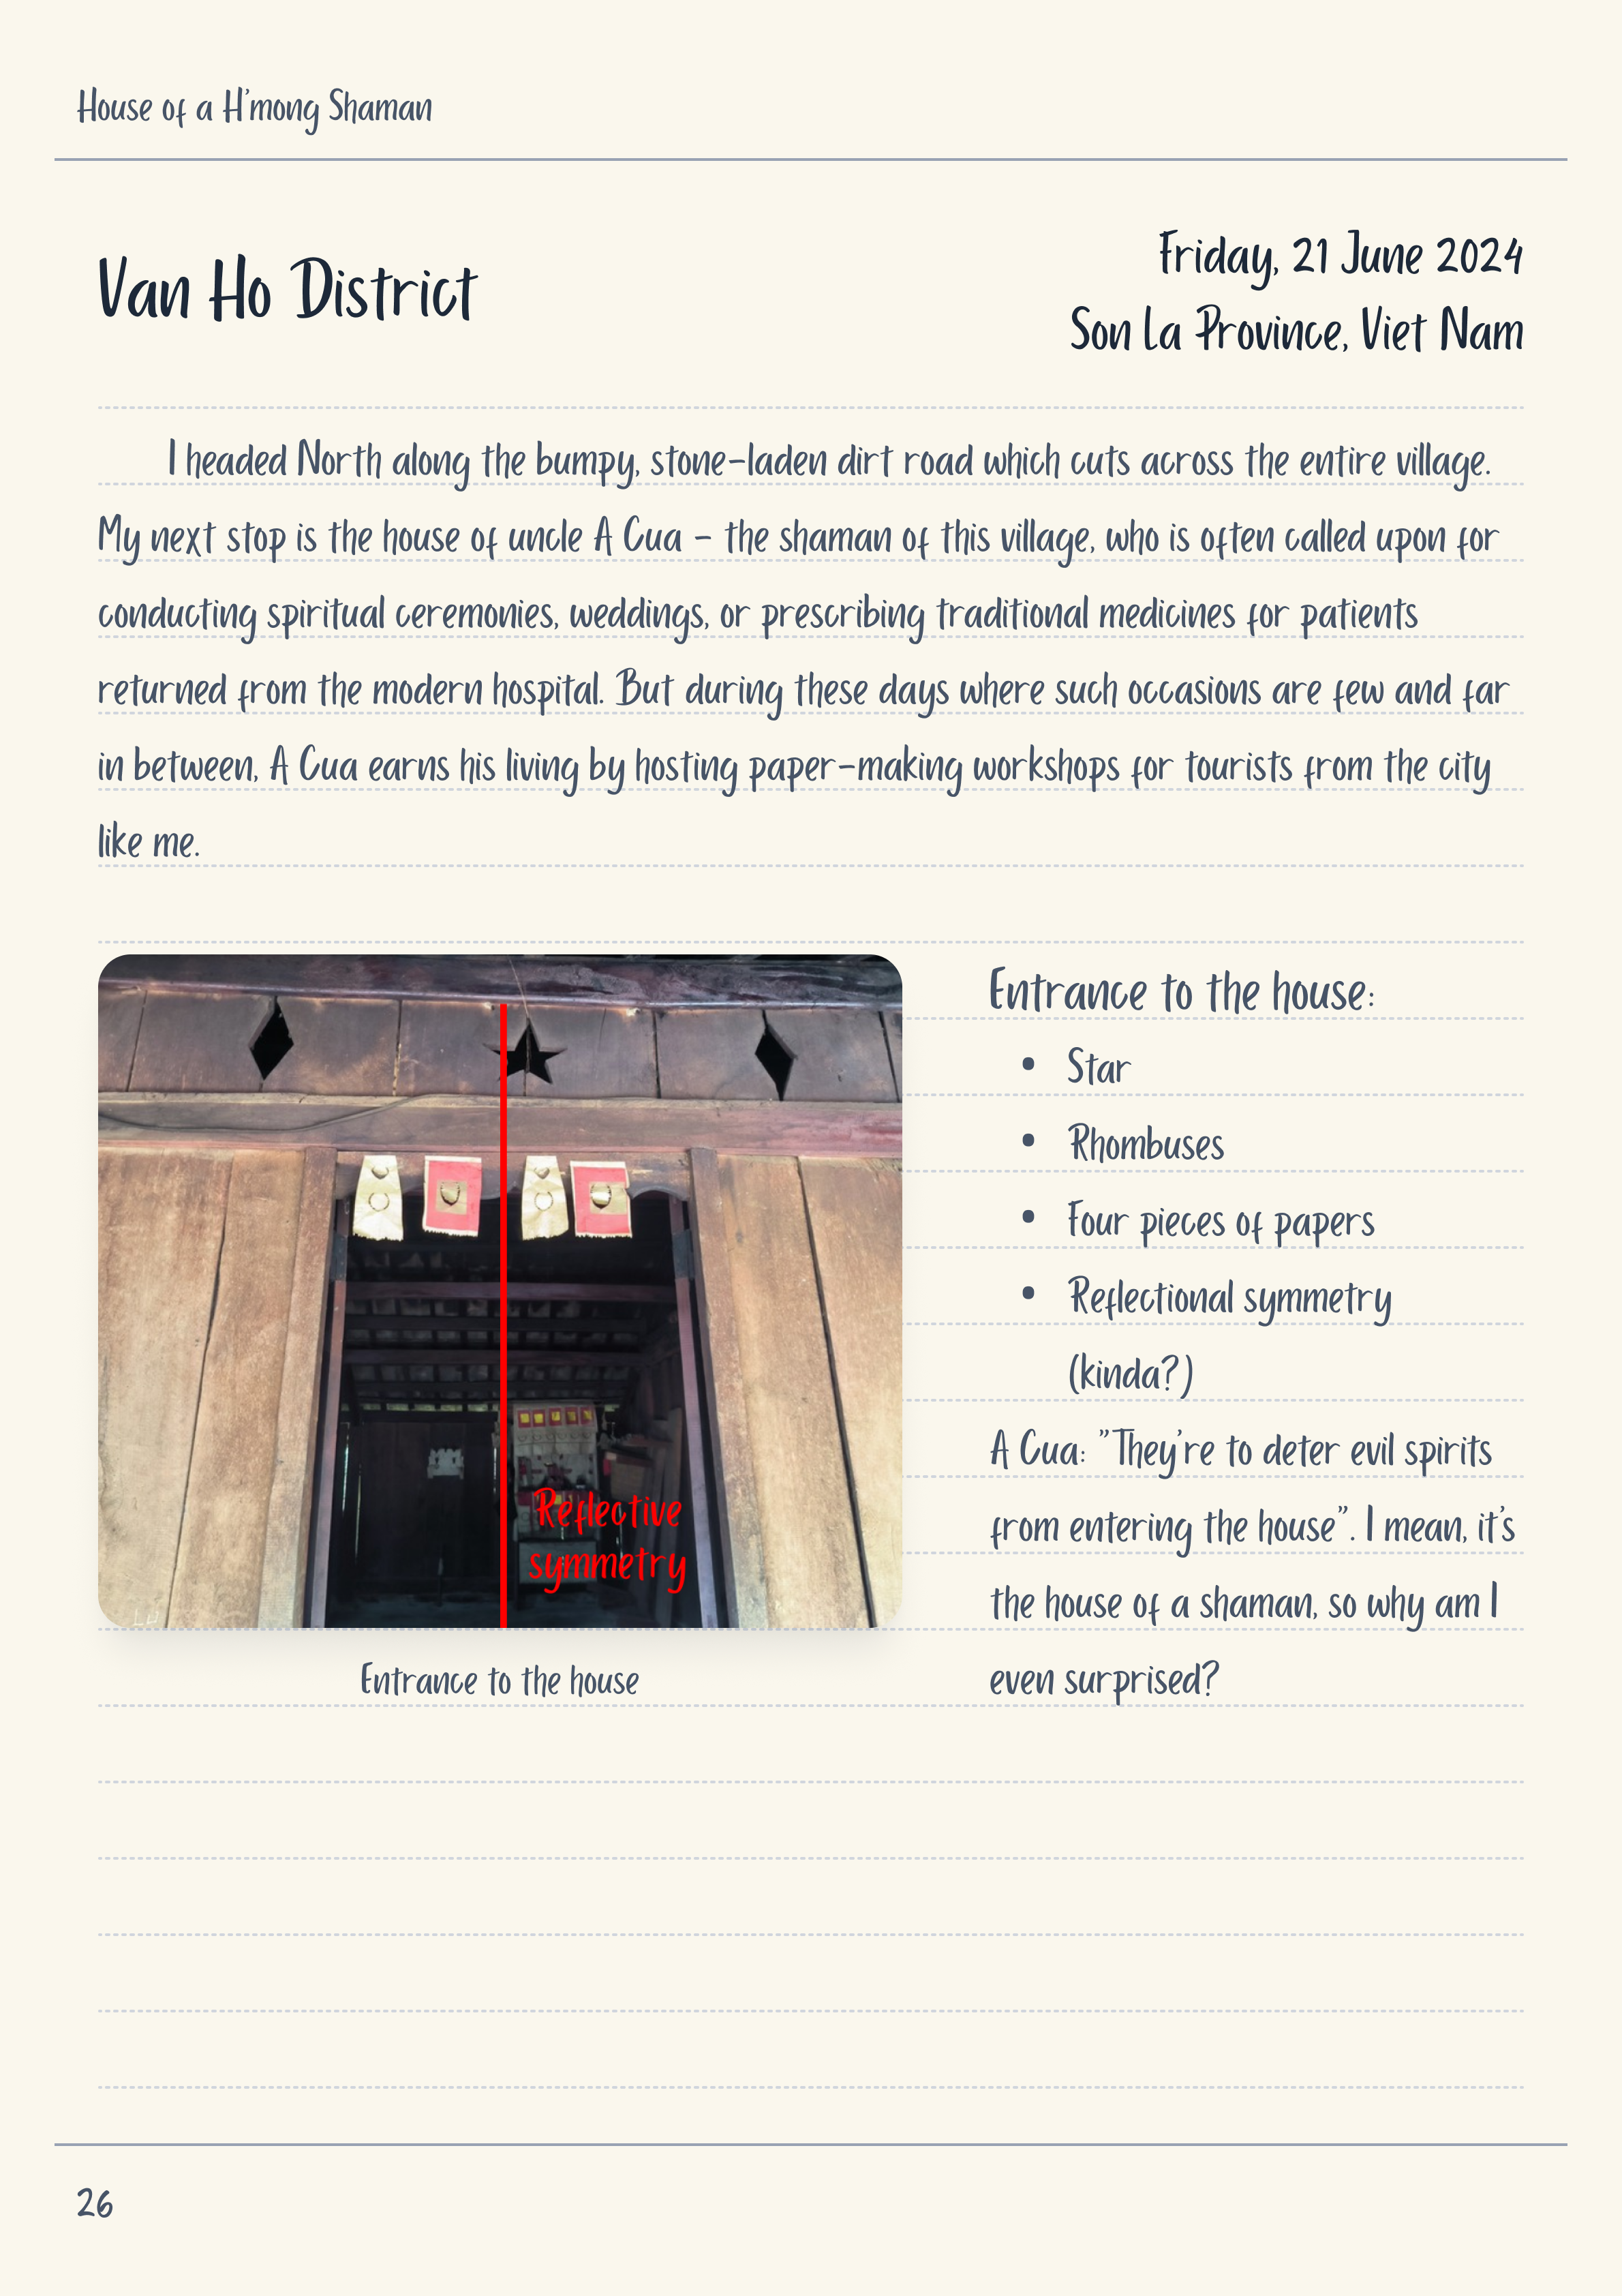 House of a H'mong Shaman
Van Ho District
Friday, 21 June 2024
Son La Province, Viet Nam
I headed North along the bumpy, stone-laden dirt road which cuts across the entire village.
My next stop is the house of uncle A Cua - the shaman of this village, who is often called upon for
conducting spiritual ceremonies, weddings, or prescribing traditional medicines for patients
returned from the modern hospital. But during these days where such occasions are few and far
in between, A Cua earns his living by hosting paper-making workshops for tourists from the city
like me.
Reflective
symmetry
Entrance to the house
Entrance to the house:
• Star
• Rhombuses
• Four pieces of papers
• Reflectional symmetry
(kinda?)
A Cua: "They're to deter evil spirits
from entering the house". I mean, it's
the house of a shaman, so why am I
even surprised?
26